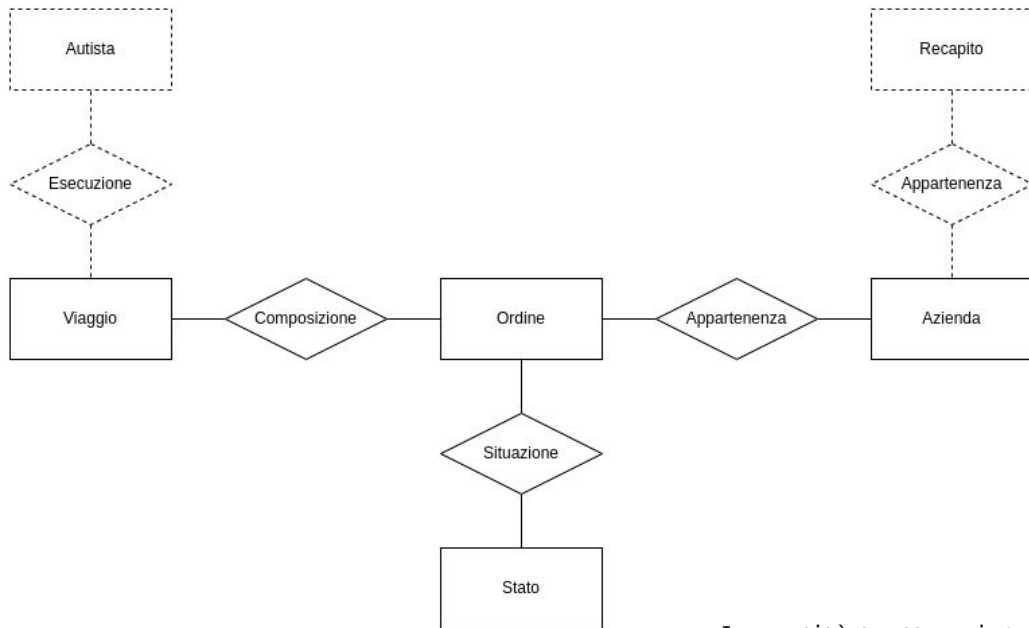 Autista
Recapito
Esecuzione
Appartenenza
Viaggio
Composizione
Ordine
Appartenenza
Azienda
Situazione
Stato